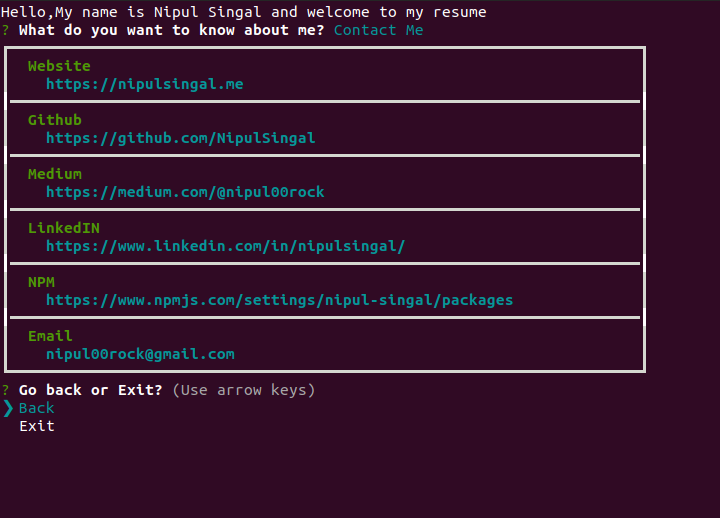 Hello,My name is Nipul Singal and welcome to my resume
? What do you want to know about me? Contact Me
Website
https://nipulsingal.me
Github
https://github.com/NipulSingal
Medium
https://medium.com/@nipul00rock
LinkedIN
https://www.linkedin.com/in/nipulsingal/
NPM
https://www.npmjs.com/settings/nipul-singal/packages
Email
nipul00rock@gmail.com
? Go back or Exit? (Use arrow keys)
❯ Back
Exit